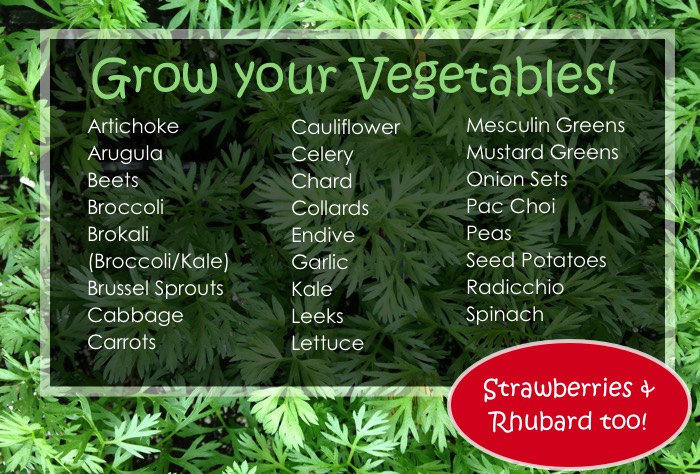 Grow your Vegetables!
Artichoke
Arugula
Beets
Broccoli
Brokali
(Broccoli/Kale)
Brussel Sprouts
Cabbage
Carrots
Cauliflower
Celery
Chard
Collards
Endive
Garlic
Kale
Leeks
Lettuce
Mesculin Greens
Mustard Greens
Onion Sets
Pac Choi
Peas
Seed Potatoes
Radicchio
Spinach
Strawberries &
Rhubard too!